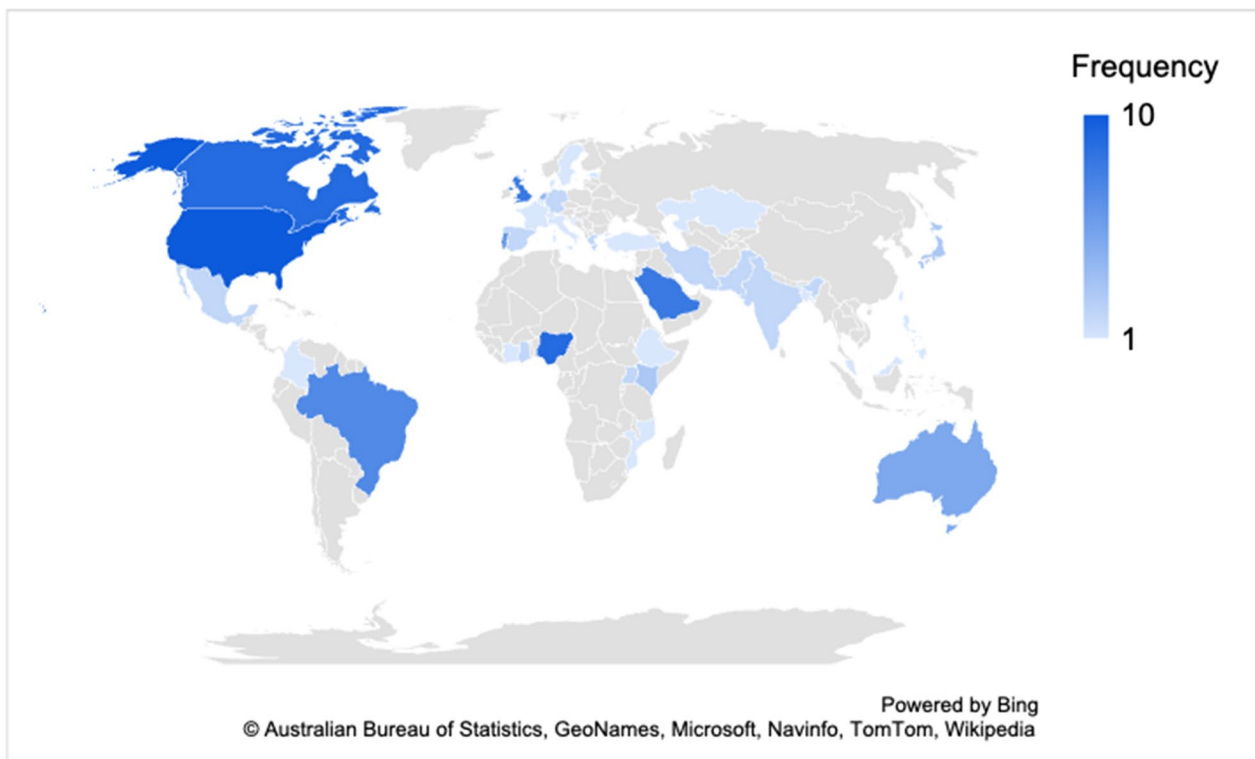 Frequency
10
1
Powered by Bing
© Australian Bureau of Statistics, GeoNames, Microsoft, Navinfo, TomTom, Wikipedia